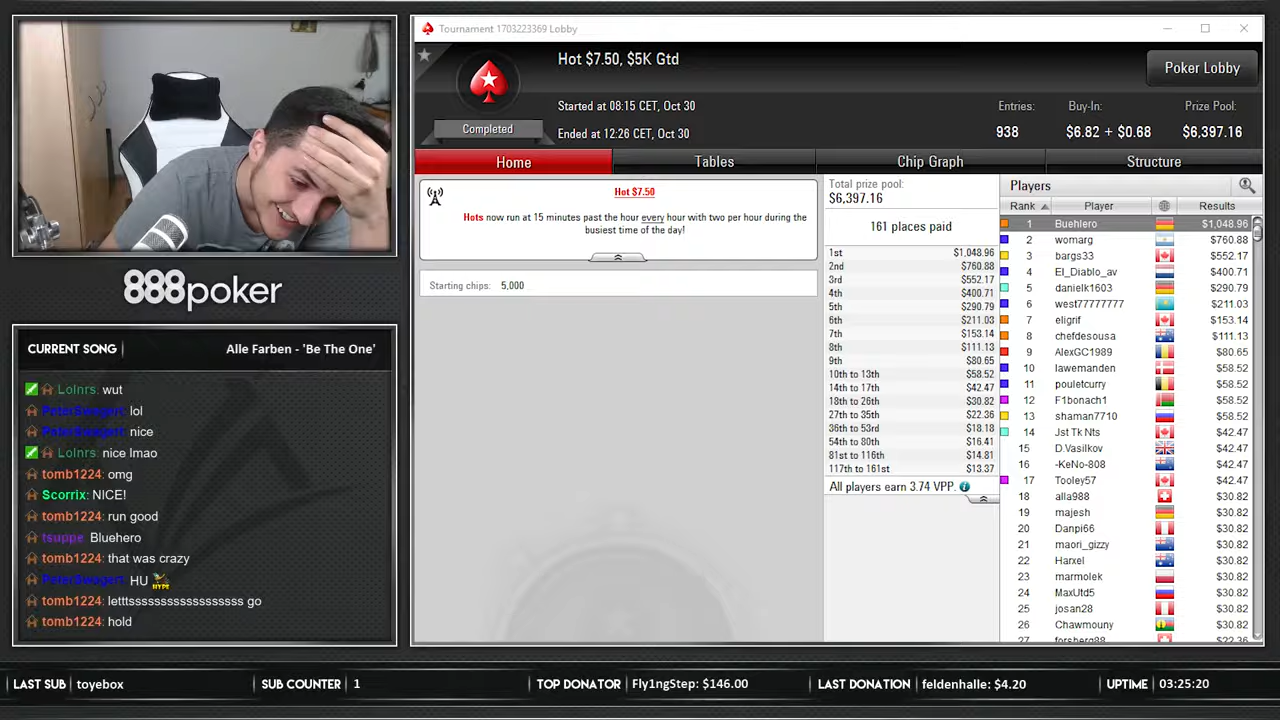 Tournament 1703223369 Lobby
Hot $7.50, $5K Gtd
Poker Lobby
Started at 08:15 CET, Oct 30
Entries:
Buy-In:
Prize Pool:
Completed
Ended at 12:26 CET, Oct 30
938
$6.82 + $0.68
$6,397.16
Home
Tables
Chip Graph
Structure
Hot $7.50
Hots now run at 15 minutes past the hour every hour with two per hour during the
busiest time of the day!
Starting chips: 5,000
Total prize pool:
$6,397.16
161 places paid
1st $1,048.96
2nd $760.88
3rd $552.17
4th $400.71
5th $290.79
6th $211.03
7th $153.14
8th $111.13
9th $80.65
10th to 13th $58.52
14th to 17th $42.47
18th to 26th $30.82
27th to 35th $22.36
36th to 53rd $18.18
54th to 80th $16.41
81st to 116th $14.81
117th to 161st $13.37
All players earn 3.74 VPP.
Players
Rank Player Results
1 Buehlero $1,048.96
2 womarg $760.88
3 bargs33 $552.17
4 El_Diablo_av $400.71
5 danielk1603 $290.79
6 west77777777 $211.03
7 eligrif $153.14
8 chefdesousa $111.13
9 AlexGC1989 $80.65
10 lawemanden $58.52
11 pouletcurry $58.52
12 F1bonach1 $58.52
13 shaman7710 $58.52
14 Jst Tk Nts $42.47
15 D.Vasilkov $42.47
16 -KeNo-808 $42.47
17 Tooley57 $42.47
18 alla988 $30.82
19 majesh $30.82
20 Danpi66 $30.82
21 maori_gizzy $30.82
22 Harxel $30.82
23 marmolek $30.82
24 MaxUtd5 $30.82
25 josan28 $30.82
26 Chawmouny $30.82
27 forsberg88 $22.36
888poker
CURRENT SONG Alle Farben - 'Be The One'
Lolnrs: wut
PeterSwagert: lol
PeterSwagert: nice
Lolnrs: nice lmao
tomb1224: omg
Scorrix: NICE!
tomb1224: run good
tsuppe: Bluehero
tomb1224: that was crazy
PeterSwagert: HU HYPE
tomb1224: letttssssssssssssssssss go
tomb1224: hold
LAST SUB toyebox
SUB COUNTER 1
TOP DONATOR Fly1ngStep: $146.00
LAST DONATION feldenhalle: $4.20
UPTIME 03:25:20